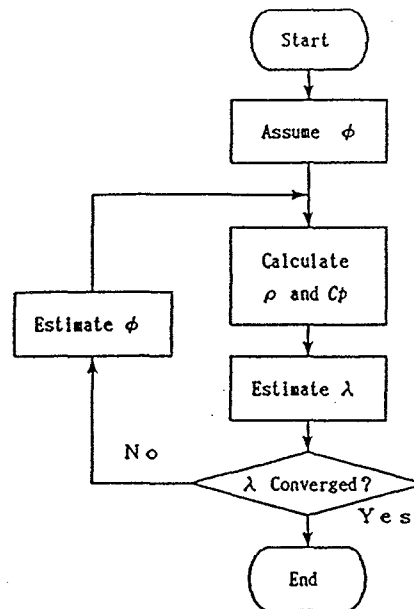 Start
Assume ϕ
Calculate
ρ and Cp
Estimate ϕ
Estimate λ
No
λ Converged?
Yes
End